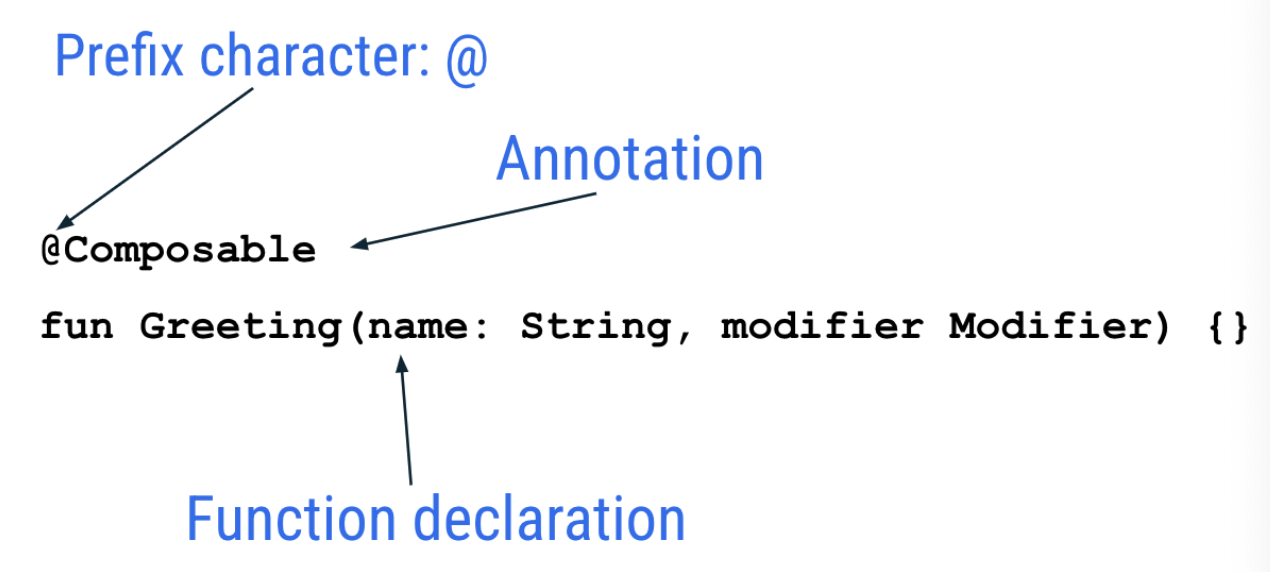 Prefix character: @
Annotation
@Composable
fun Greeting(name: String, modifier Modifier) {}
Function declaration